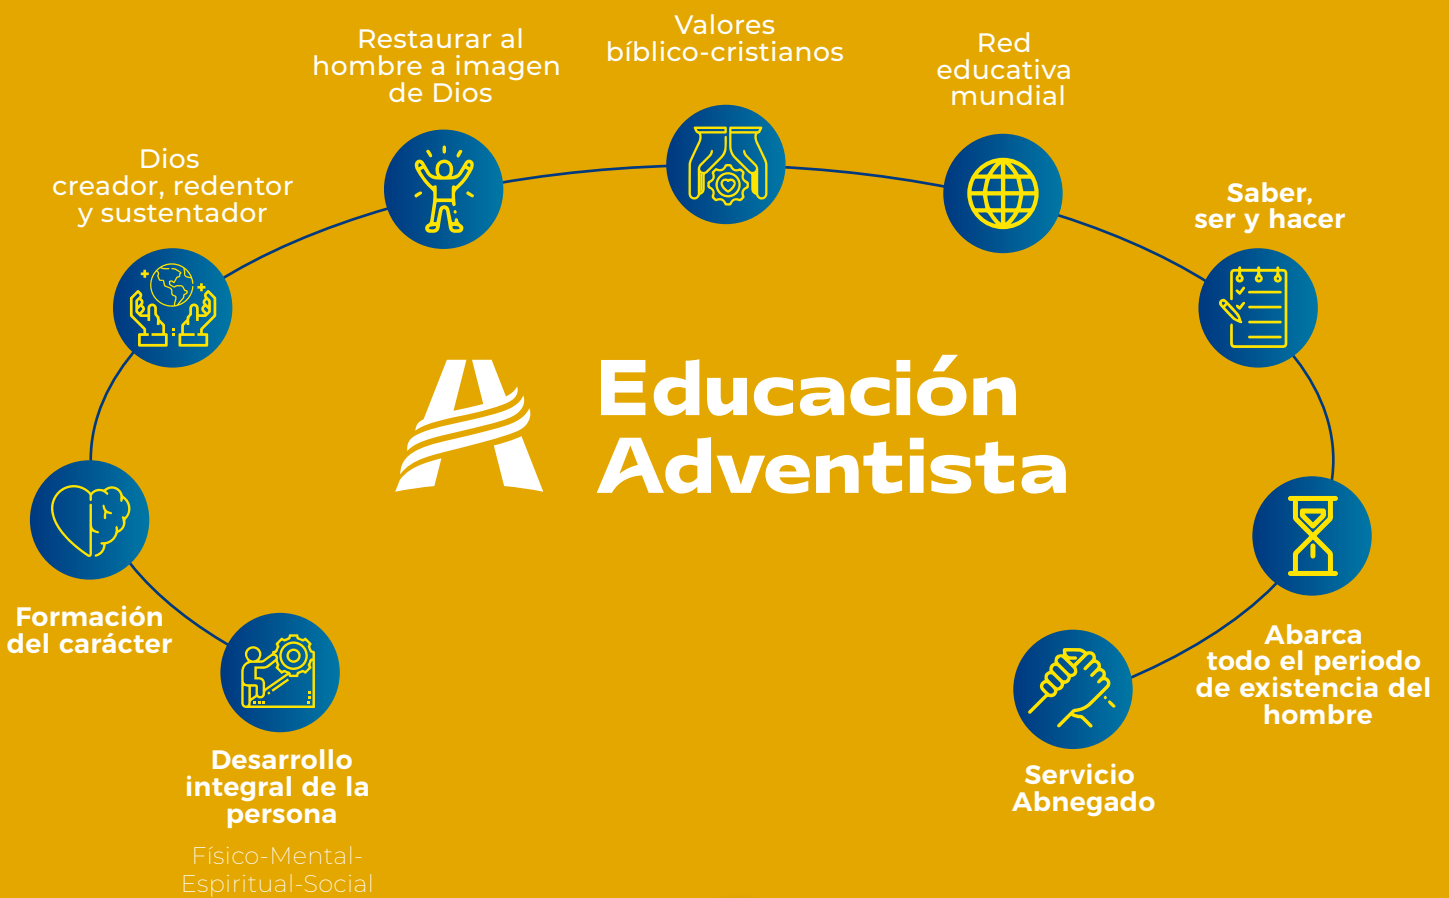 Valores
bíblico-cristianos
Restaurar al
hombre a imagen
de Dios
Red
educativa
mundial
Dios
creador, redentor
y sustentador
Saber,
ser y hacer
Educación
Adventista
Formación
del carácter
Abarca
todo el periodo
de existencia del
hombre
Desarrollo
integral de la
persona
Físico-Mental-
Espiritual-Social
Servicio
Abnegado